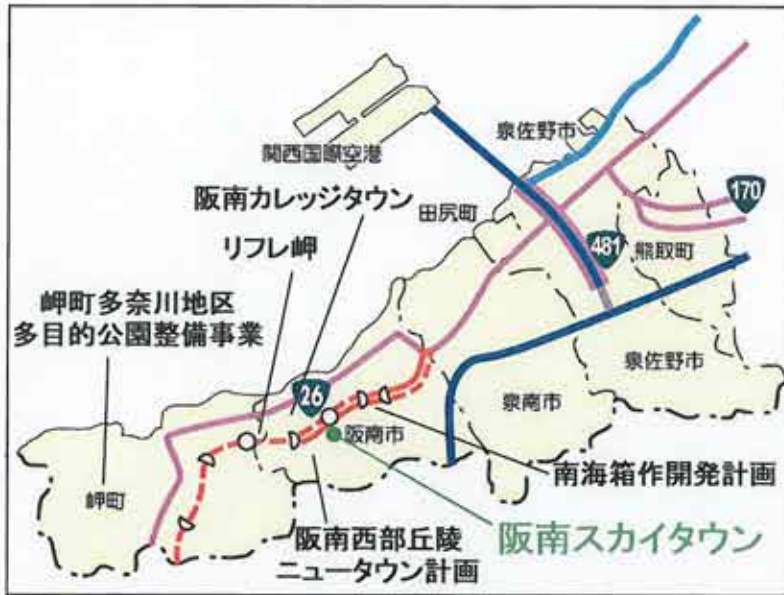 泉佐野市
関西国際空港
170
阪南カレッジタウン
田尻町
481
リフレ岬
熊取町
岬町多奈川地区
多目的公園整備事業
泉佐野市
26
泉南市
阪南市
南海箱作開発計画
岬町
阪南西部丘陵
ニュータウン計画
阪南スカイタウン